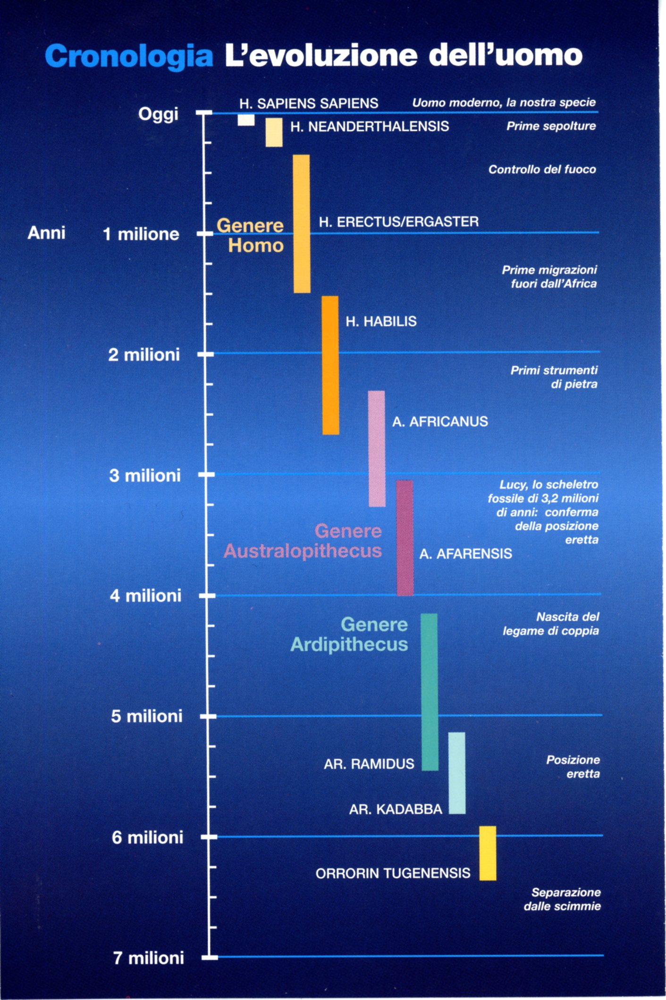 Cronologia L'evoluzione dell'uomo
H. SAPIENS SAPIENS
Uomo moderno, la nostra specie
Oggi
H. NEANDERTHALENSIS
Prime sepolture
Controllo del fuoco
H. ERECTUS/ERGASTER
Genere
Homo
Anni
1 milione
Prime migrazioni
fuori dall'Africa
H. HABILIS
2 milioni
Primi strumenti
di pietra
A. AFRICANUS
3 milioni
Lucy, lo scheletro
fossile di 3,2 milioni
di anni: conferma
della posizione
eretta
Genere
Australopithecus
A. AFARENSIS
4 milioni
Nascita del
legame di coppia
Genere
Ardipithecus
5 milioni
AR. RAMIDUS
Posizione
eretta
AR. KADABBA
6 milioni
ORRORIN TUGENENSIS
Separazione
dalle scimmie
7 milioni